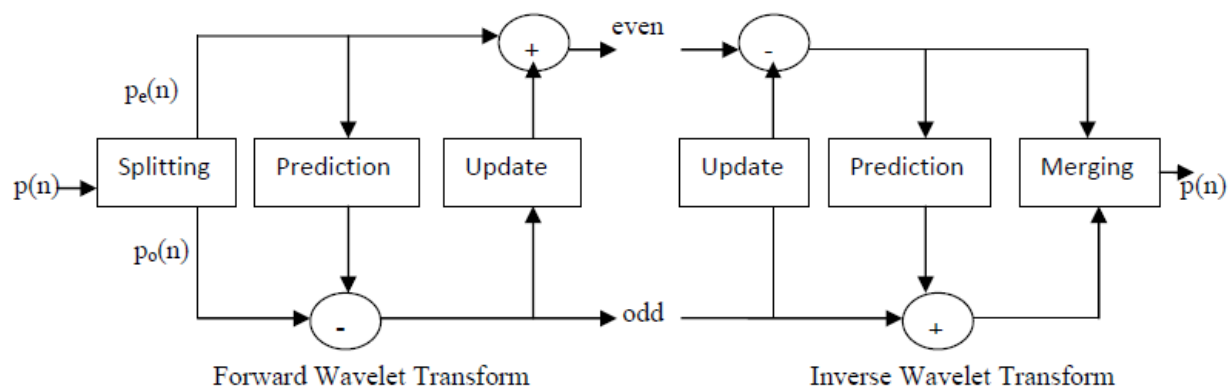 even
+
-
pₑ(n)
Splitting
Prediction
Update
Update
Prediction
Merging
p(n)
p(n)
pₒ(n)
-
odd
+
Forward Wavelet Transform
Inverse Wavelet Transform